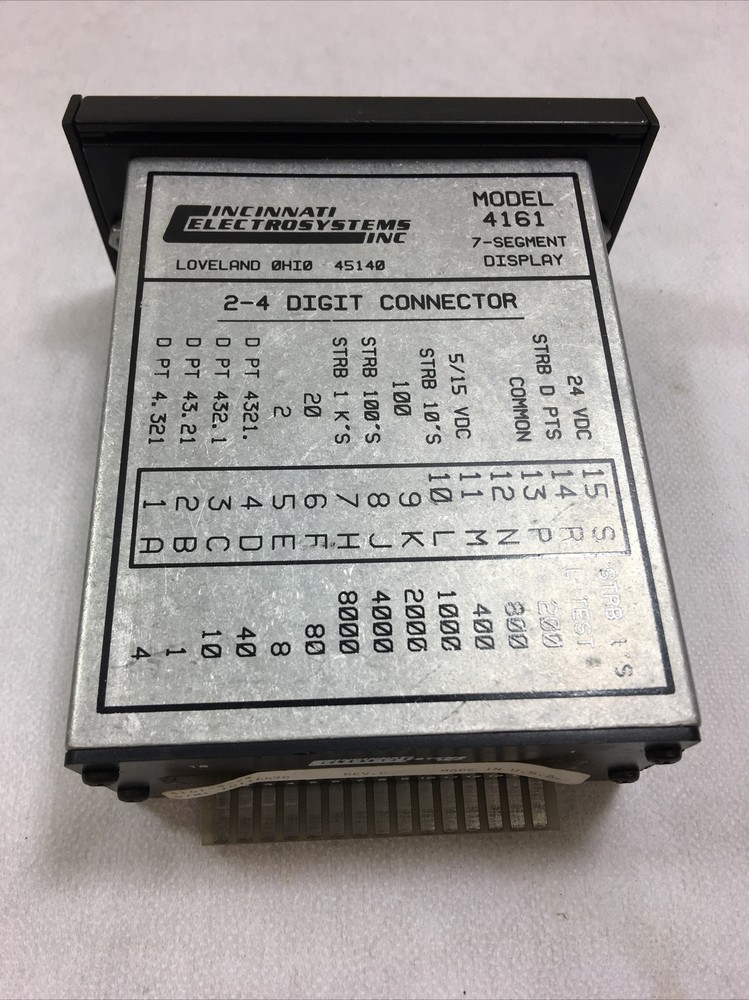 CINCINNATI
ELECTROSYSTEMS
INC
LOVELAND OHIO 45140
MODEL
4161
7-SEGMENT
DISPLAY
2-4 DIGIT CONNECTOR
D PT 4.321
D PT 43.21
D PT 432.1
D PT 4321.
2
20
STRB 1 K'S
STRB 100'S
100
STRB 10'S
5/15 VDC
COMMON
STRB D PTS
24 VDC
1 A
2 B
3 C
4 D
5 E
6 F
7 H
8 J
9 K
10 L
11 M
12 N
13 P
14 R
15 S
4
1
10
40
8
80
8000
4000
2000
1000
400
800
200
L TEST
STRB 1'S
MADE IN U.S.A.